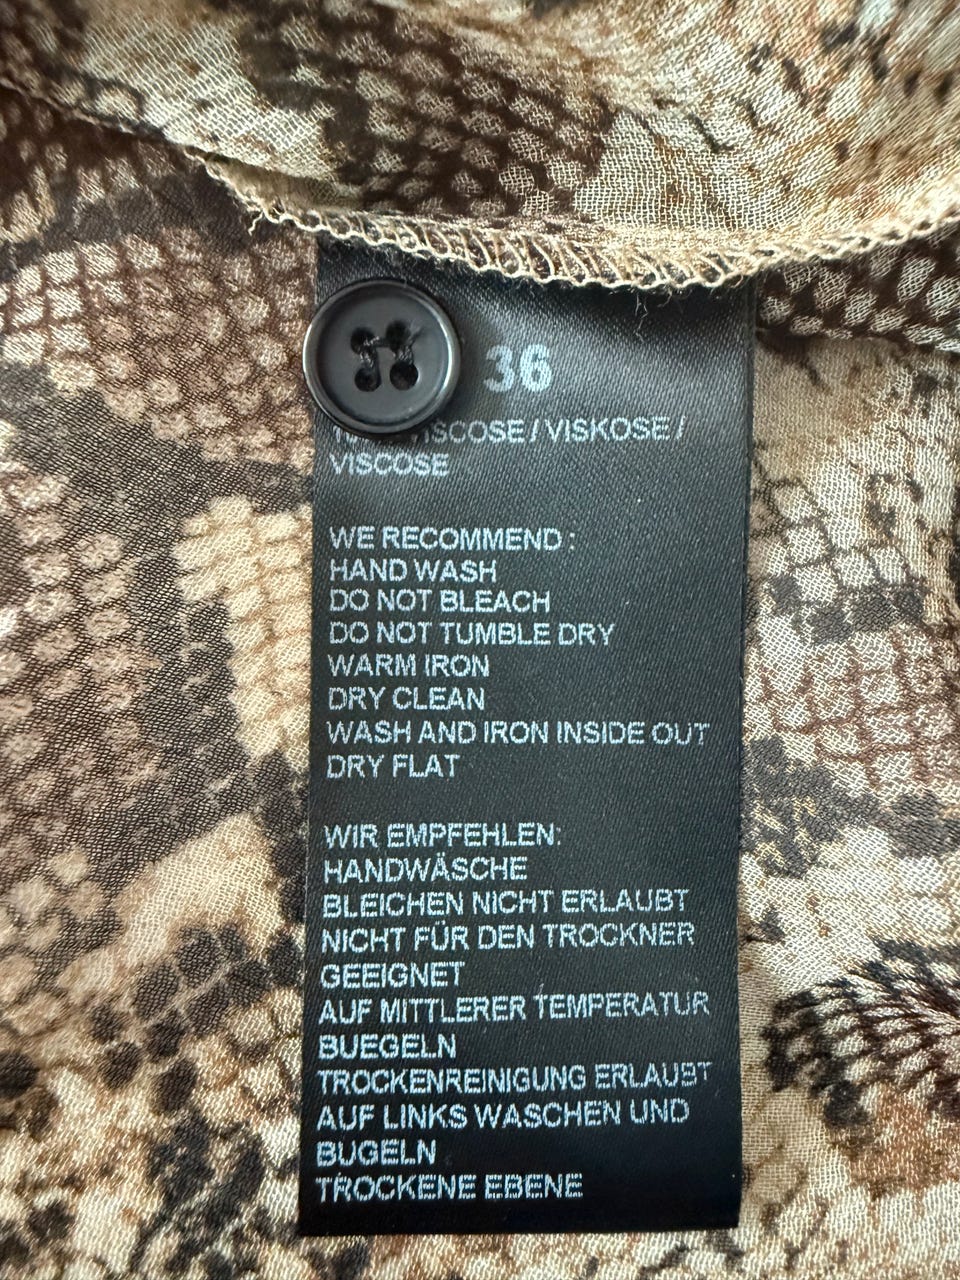 36
VISCOSE / VISKOSE /
VISCOSE
WE RECOMMEND :
HAND WASH
DO NOT BLEACH
DO NOT TUMBLE DRY
WARM IRON
DRY CLEAN
WASH AND IRON INSIDE OUT
DRY FLAT
WIR EMPFEHLEN:
HANDWÄSCHE
BLEICHEN NICHT ERLAUBT
NICHT FÜR DEN TROCKNER
GEEIGNET
AUF MITTLERER TEMPERATUR
BUEGELN
TROCKENREINIGUNG ERLAUBT
AUF LINKS WASCHEN UND
BUGELN
TROCKENE EBENE